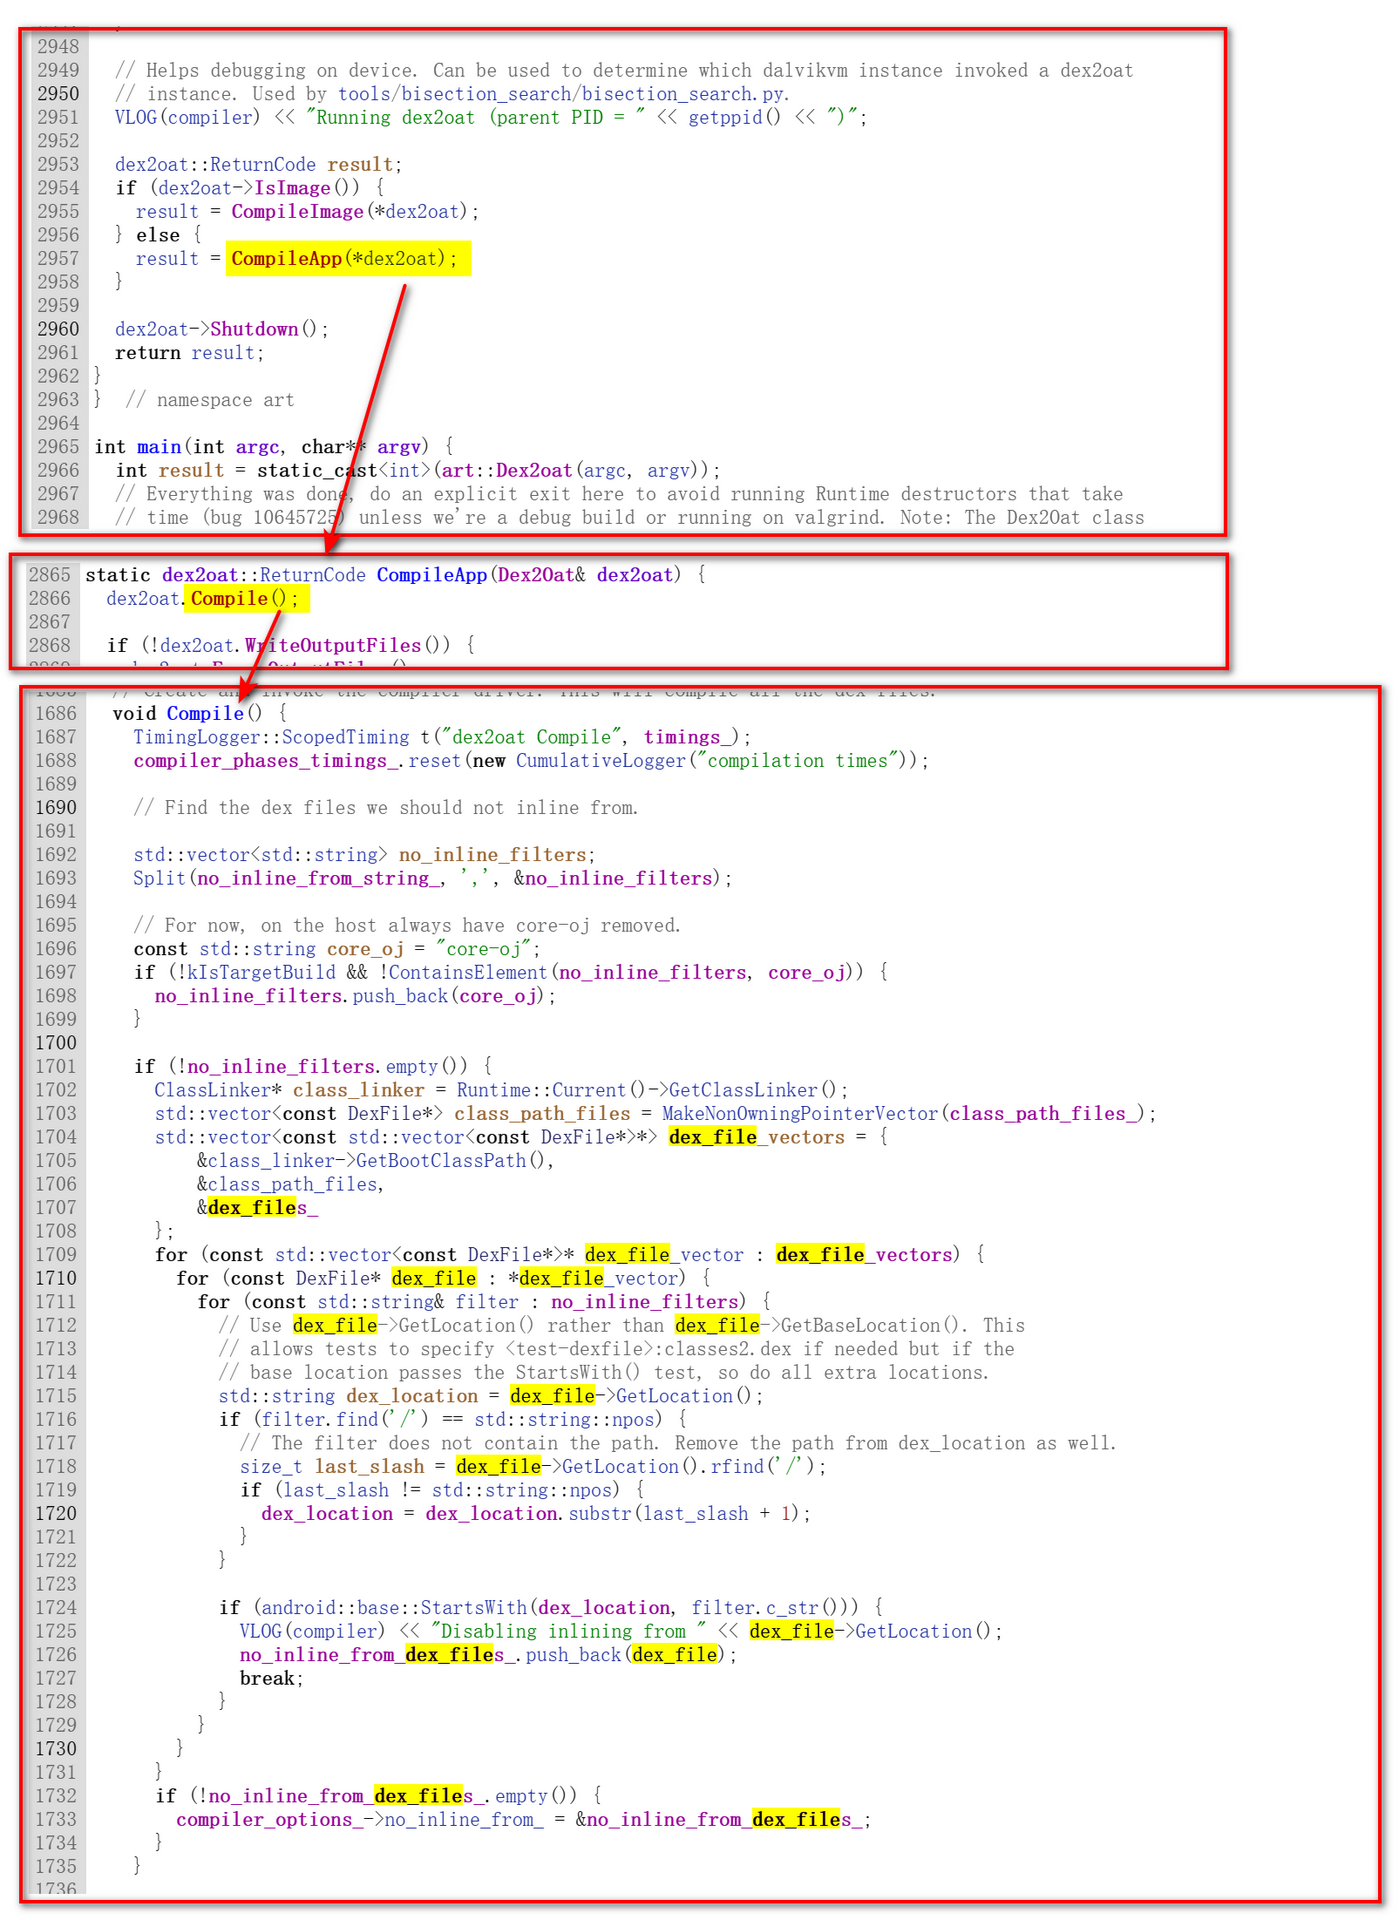 2948
2949 // Helps debugging on device. Can be used to determine which dalvikvm instance invoked a dex2oat
2950 // instance. Used by tools/bisection_search/bisection_search.py.
2951 VLOG(compiler) << "Running dex2oat (parent PID = " << getppid() << ")";
2952
2953 dex2oat::ReturnCode result;
2954 if (dex2oat->IsImage()) {
2955 result = CompileImage(*dex2oat);
2956 } else {
2957 result = CompileApp(*dex2oat);
2958 }
2959
2960 dex2oat->Shutdown();
2961 return result;
2962 }
2963 } // namespace art
2964
2965 int main(int argc, char** argv) {
2966 int result = static_cast<int>(art::Dex2oat(argc, argv));
2967 // Everything was done, do an explicit exit here to avoid running Runtime destructors that take
2968 // time (bug 10645725) unless we're a debug build or running on valgrind. Note: The Dex2Oat class
2865 static dex2oat::ReturnCode CompileApp(Dex2Oat& dex2oat) {
2866 dex2oat.Compile();
2867
2868 if (!dex2oat.WriteOutputFiles()) {
// Create and invoke the compiler driver. This will compile all the dex files.
1686 void Compile() {
1687 TimingLogger::ScopedTiming t("dex2oat Compile", timings_);
1688 compiler_phases_timings_.reset(new CumulativeLogger("compilation times"));
1689
1690 // Find the dex files we should not inline from.
1691
1692 std::vector<std::string> no_inline_filters;
1693 Split(no_inline_from_string_, ',', &no_inline_filters);
1694
1695 // For now, on the host always have core-oj removed.
1696 const std::string core_oj = "core-oj";
1697 if (!kIsTargetBuild && !ContainsElement(no_inline_filters, core_oj)) {
1698 no_inline_filters.push_back(core_oj);
1699 }
1700
1701 if (!no_inline_filters.empty()) {
1702 ClassLinker* class_linker = Runtime::Current()->GetClassLinker();
1703 std::vector<const DexFile*> class_path_files = MakeNonOwningPointerVector(class_path_files_);
1704 std::vector<const std::vector<const DexFile*>*> dex_file_vectors = {
1705 &class_linker->GetBootClassPath(),
1706 &class_path_files,
1707 &dex_files_
1708 };
1709 for (const std::vector<const DexFile*>* dex_file_vector : dex_file_vectors) {
1710 for (const DexFile* dex_file : *dex_file_vector) {
1711 for (const std::string& filter : no_inline_filters) {
1712 // Use dex_file->GetLocation() rather than dex_file->GetBaseLocation(). This
1713 // allows tests to specify <test-dexfile>:classes2.dex if needed but if the
1714 // base location passes the StartsWith() test, so do all extra locations.
1715 std::string dex_location = dex_file->GetLocation();
1716 if (filter.find('/') == std::string::npos) {
1717 // The filter does not contain the path. Remove the path from dex_location as well.
1718 size_t last_slash = dex_file->GetLocation().rfind('/');
1719 if (last_slash != std::string::npos) {
1720 dex_location = dex_location.substr(last_slash + 1);
1721 }
1722 }
1723
1724 if (android::base::StartsWith(dex_location, filter.c_str())) {
1725 VLOG(compiler) << "Disabling inlining from " << dex_file->GetLocation();
1726 no_inline_from_dex_files_.push_back(dex_file);
1727 break;
1728 }
1729 }
1730 }
1731 }
1732 if (!no_inline_from_dex_files_.empty()) {
1733 compiler_options_->no_inline_from_ = &no_inline_from_dex_files_;
1734 }
1735 }
1736